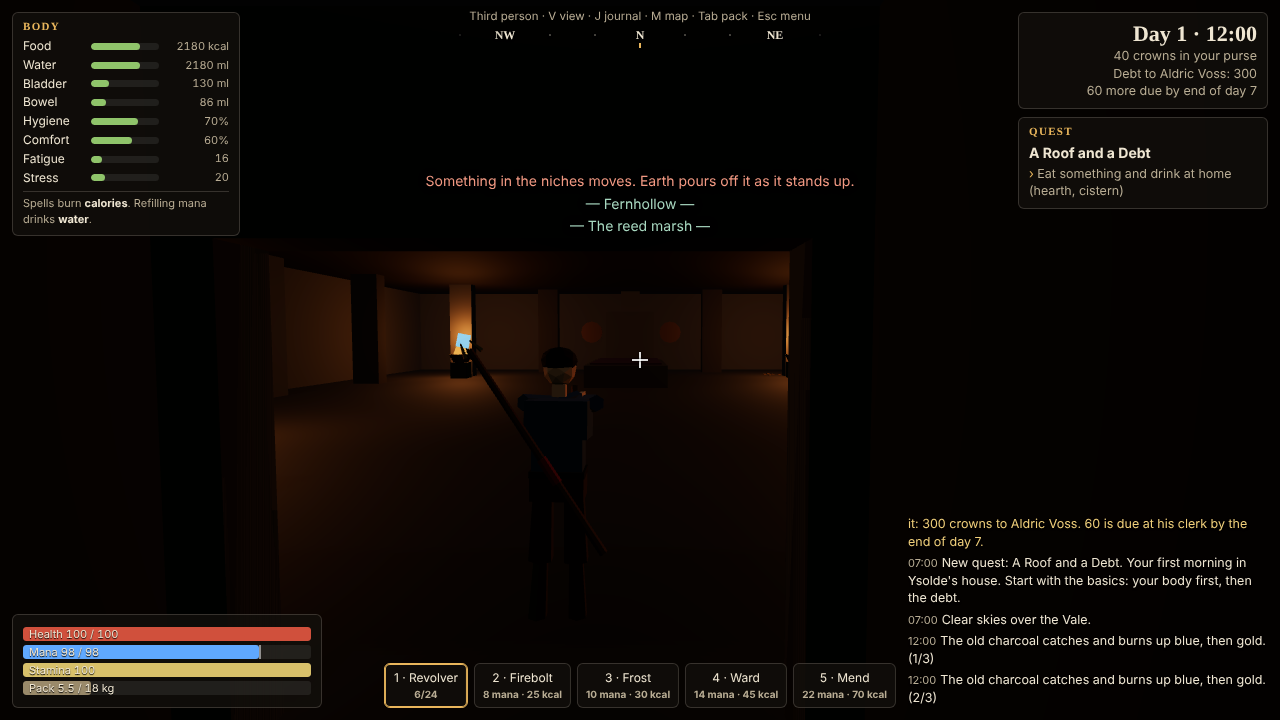 BODY
Food 2180 kcal
Water 2180 ml
Bladder 130 ml
Bowel 86 ml
Hygiene 70%
Comfort 60%
Fatigue 16
Stress 20
Spells burn calories. Refilling mana
drinks water.
Third person · V view · J journal · M map · Tab pack · Esc menu
NW N NE
Day 1 · 12:00
40 crowns in your purse
Debt to Aldric Voss: 300
60 more due by end of day 7
QUEST
A Roof and a Debt
› Eat something and drink at home
(hearth, cistern)
Something in the niches moves. Earth pours off it as it stands up.
— Fernhollow —
— The reed marsh —
it: 300 crowns to Aldric Voss. 60 is due at his clerk by the
end of day 7.
07:00 New quest: A Roof and a Debt. Your first morning in
Ysolde's house. Start with the basics: your body first, then
the debt.
07:00 Clear skies over the Vale.
12:00 The old charcoal catches and burns up blue, then gold.
(1/3)
12:00 The old charcoal catches and burns up blue, then gold.
(2/3)
Health 100 / 100
Mana 98 / 98
Stamina 100
Pack 5.5 / 18 kg
1 · Revolver
6/24
2 · Firebolt
8 mana · 25 kcal
3 · Frost
10 mana · 30 kcal
4 · Ward
14 mana · 45 kcal
5 · Mend
22 mana · 70 kcal